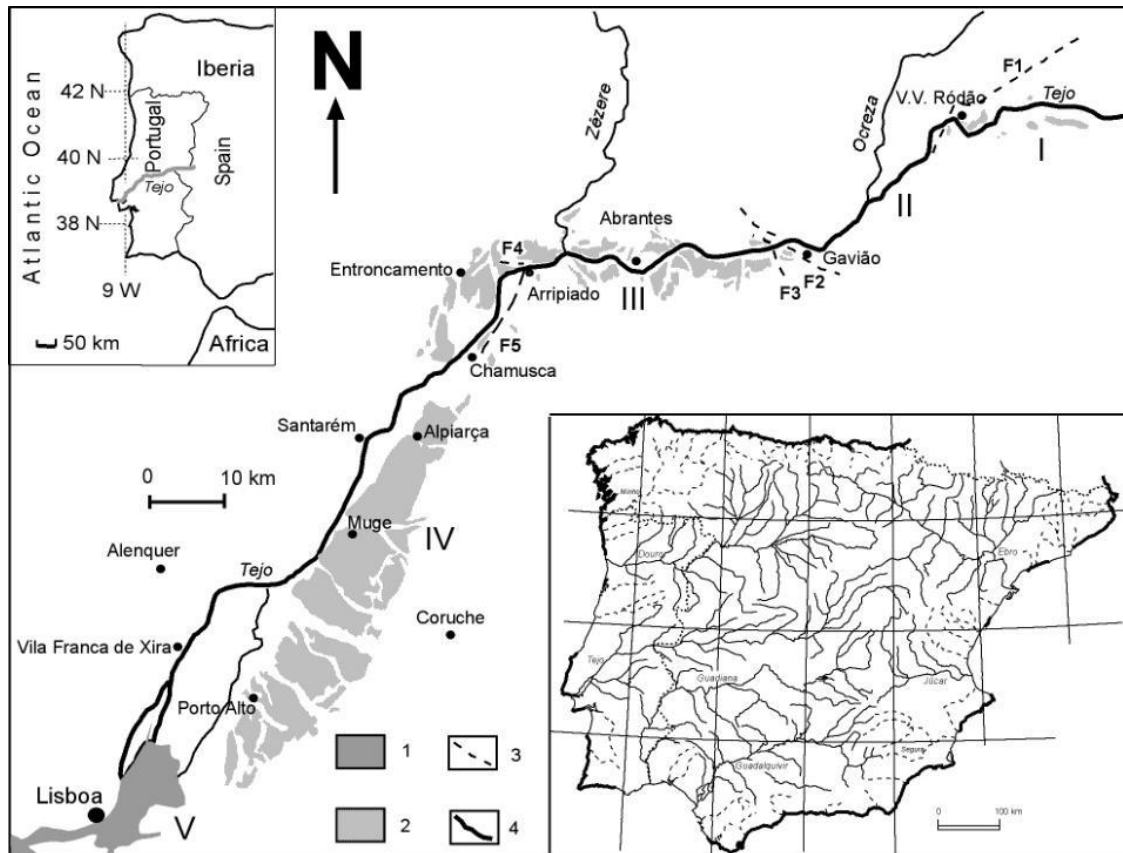 Iberia
42 N
40 N
38 N
9 W
Atlantic Ocean
Portugal
Spain
Tejo
50 km
Africa
N
Zêzere
Ocreza
V.V. Ródão
F1
Tejo
I
II
Abrantes
F4
Entroncamento
Arripiado
III
Gavião
F2
F3
F5
Chamusca
Santarém
Alpiarça
0 10 km
Muge
IV
Alenquer
Tejo
Coruche
Vila Franca de Xira
Porto Alto
Lisboa
V
1
2
3
4
Minho
Douro
Ebro
Tejo
Guadiana
Júcar
Segura
Guadalquivir
0 100 km